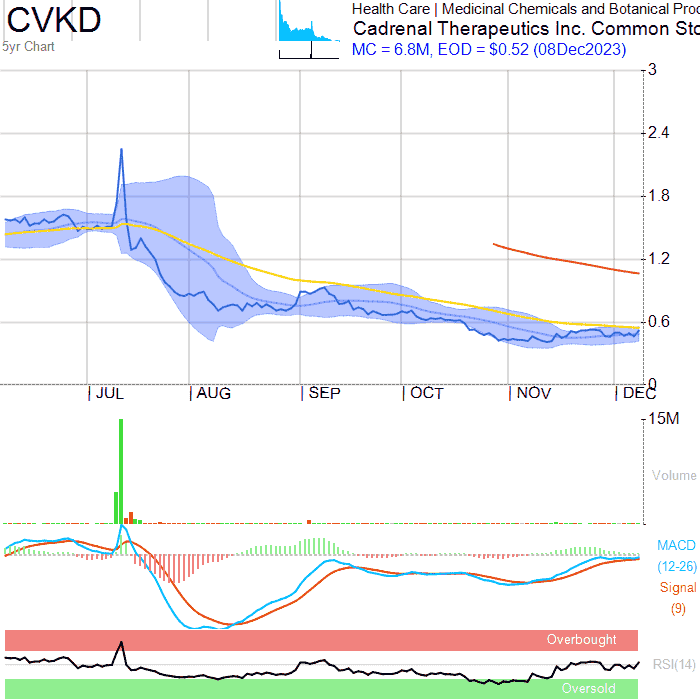 CVKD
5yr Chart
Health Care | Medicinal Chemicals and Botanical Pro
Cadrenal Therapeutics Inc. Common Sto
MC = 6.8M, EOD = $0.52 (08Dec2023)
3
2.4
1.8
1.2
0.6
0
JUL AUG SEP OCT NOV DEC
15M
Volume
MACD
(12-26)
Signal
(9)
Overbought
RSI(14)
Oversold